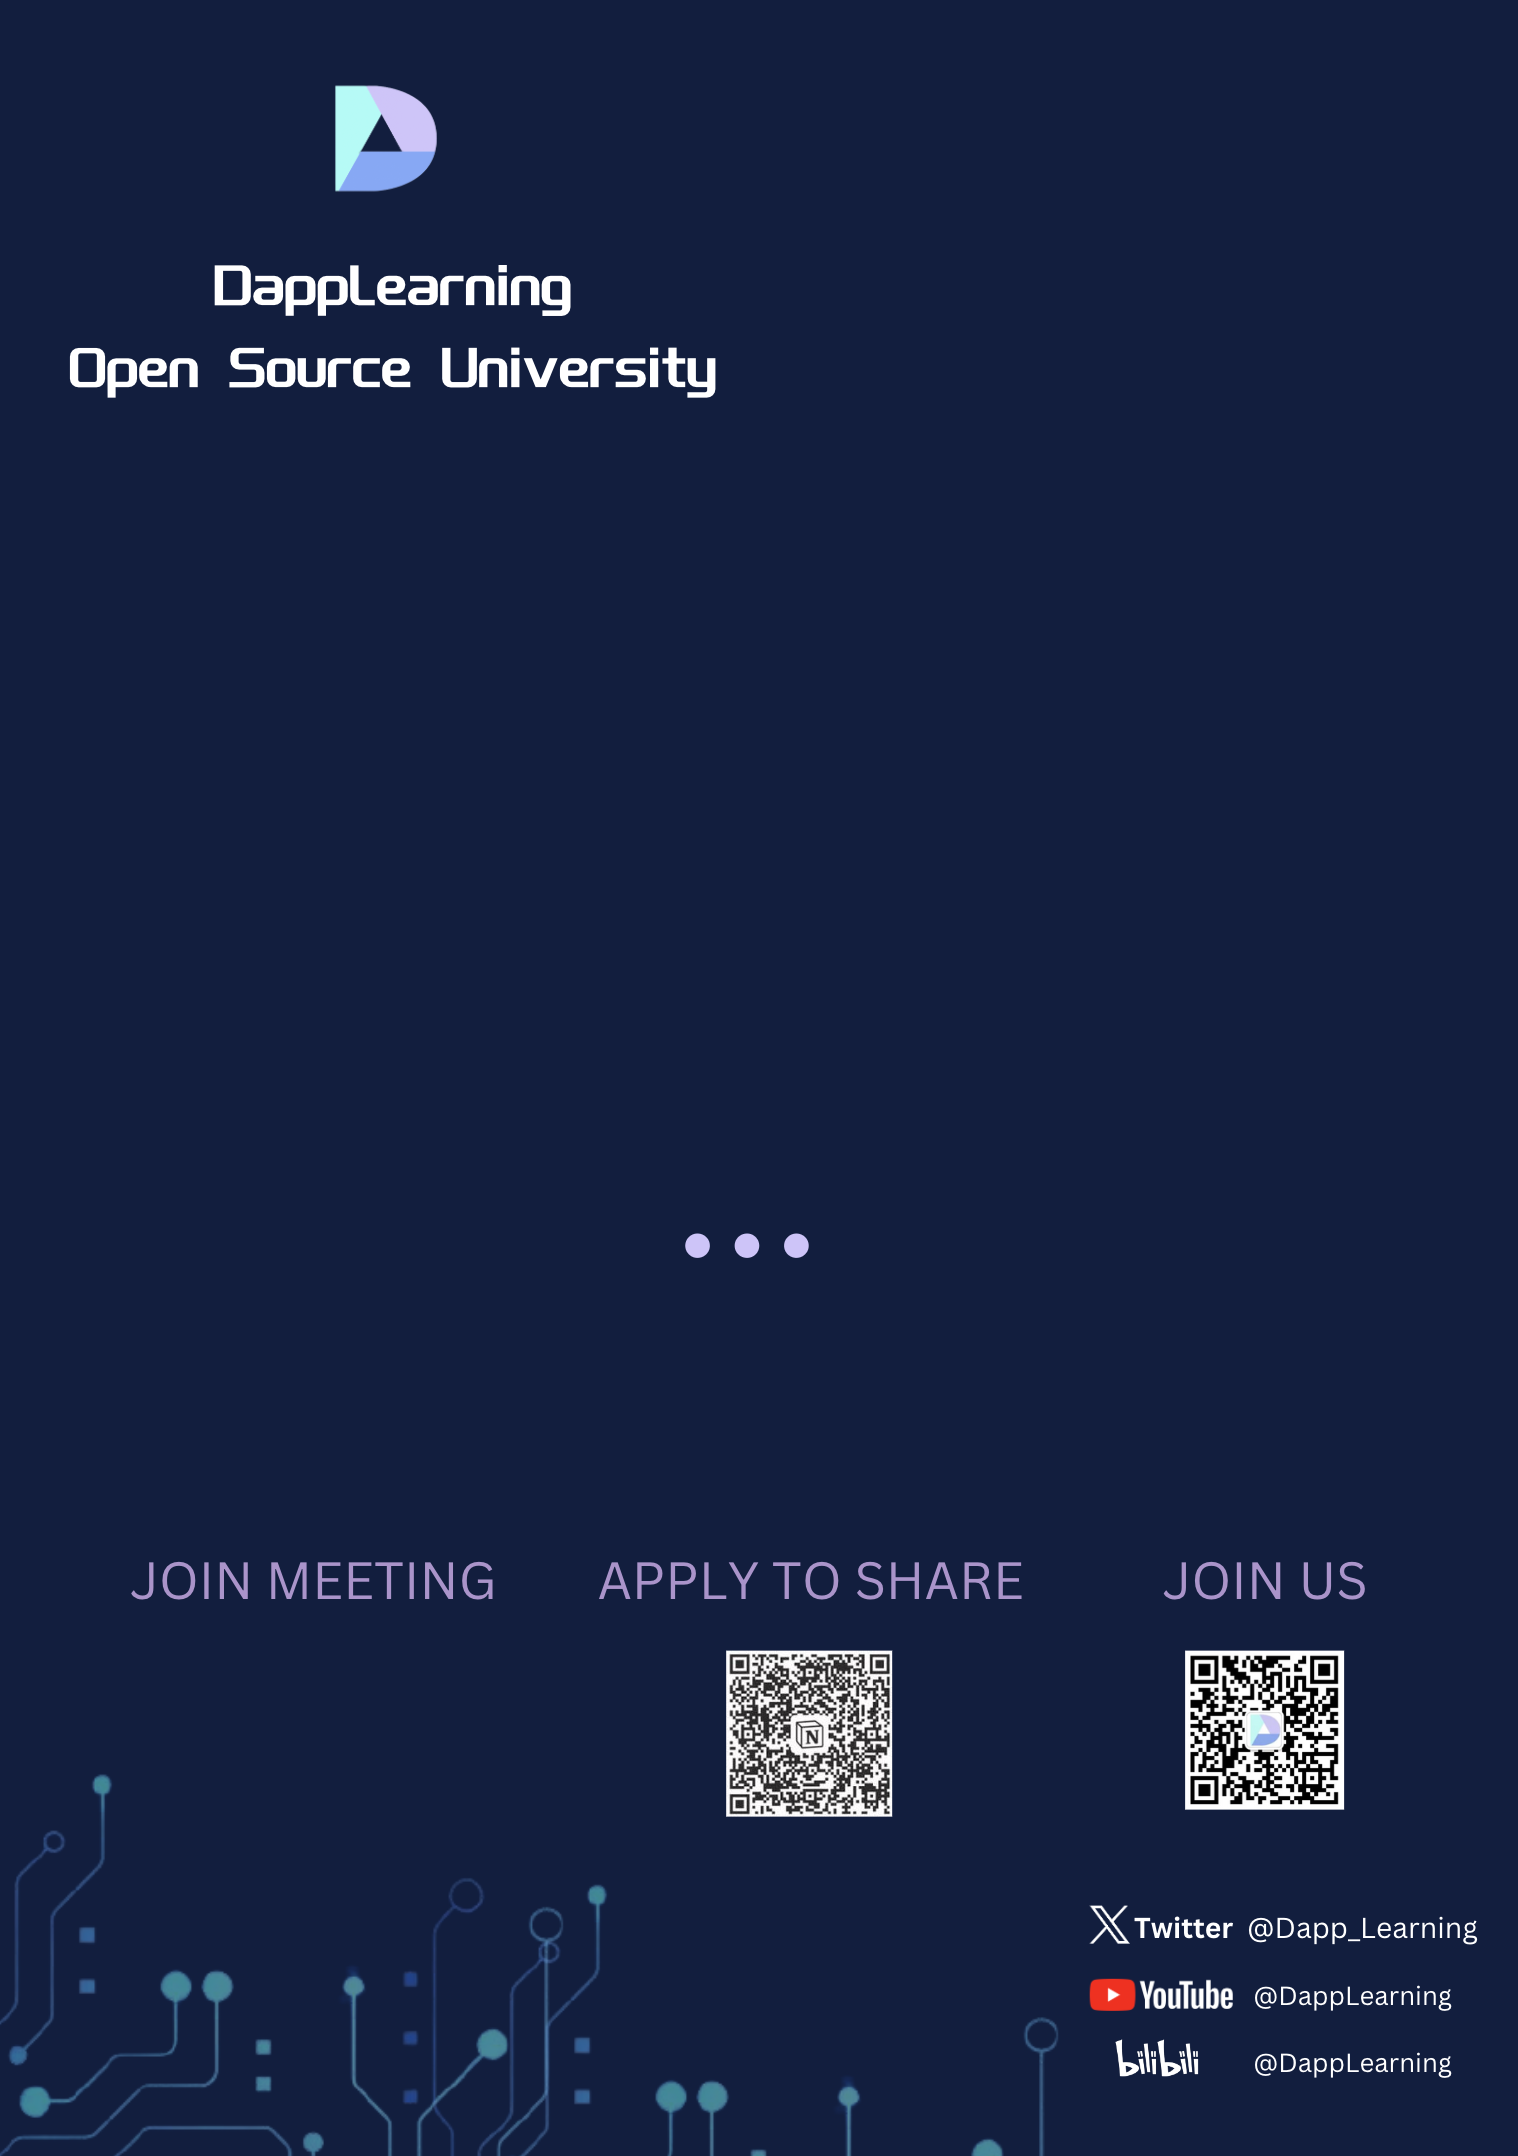 DappLearning
Open Source University
JOIN MEETING
APPLY TO SHARE
JOIN US
N
Twitter @Dapp_Learning
YouTube @DappLearning
bilibili @DappLearning